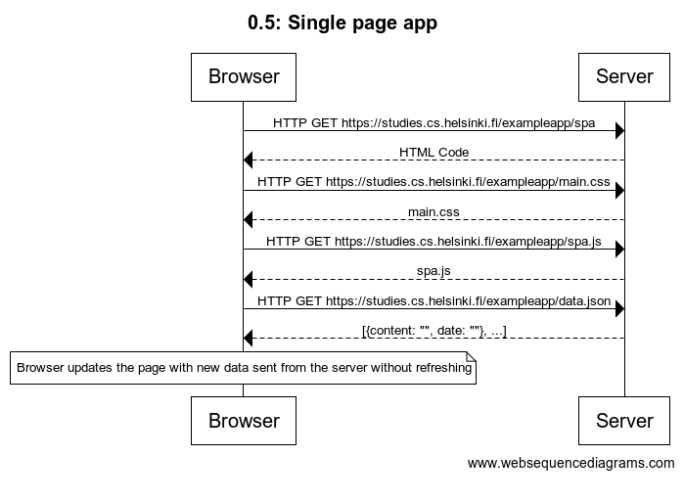 0.5: Single page app
Browser
Server
HTTP GET https://studies.cs.helsinki.fi/exampleapp/spa
HTML Code
HTTP GET https://studies.cs.helsinki.fi/exampleapp/main.css
main.css
HTTP GET https://studies.cs.helsinki.fi/exampleapp/spa.js
spa.js
HTTP GET https://studies.cs.helsinki.fi/exampleapp/data.json
[{content: "", date: ""}, ...]
Browser updates the page with new data sent from the server without refreshing
Browser
Server
www.websequencediagrams.com